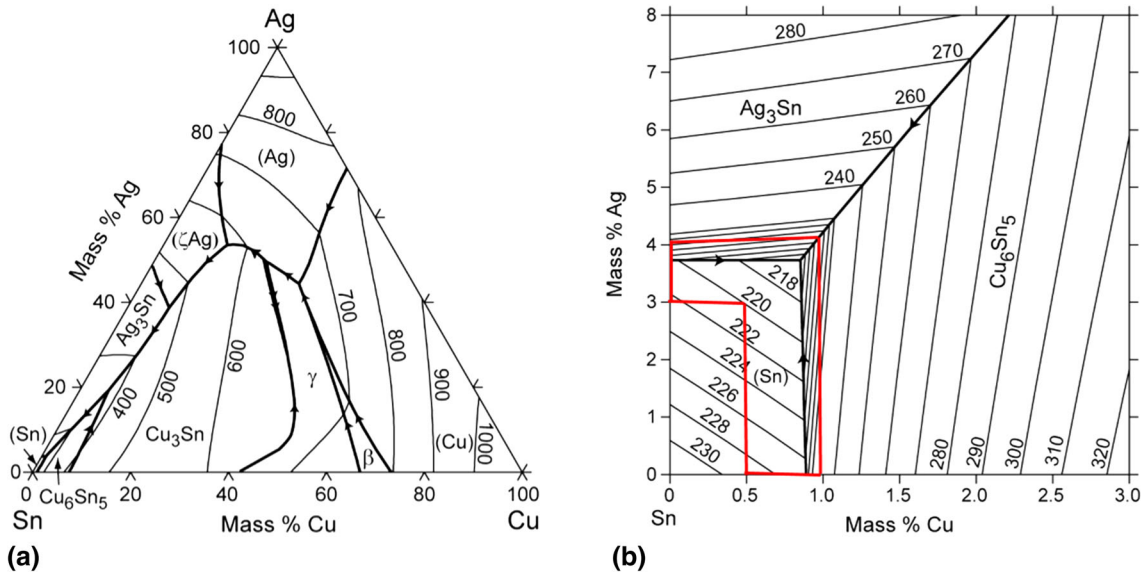 Ag
100
800
80
(Ag)
Mass % Ag
60
(ζAg)
40
Ag3Sn
700
800
600
20
400
500
γ
900
(Sn)
Cu3Sn
β
(Cu)
1000
0
Cu6Sn5
0
20
40
60
80
100
Sn
Mass % Cu
Cu
(a)
8
280
7
270
Ag3Sn
260
6
250
5
240
Mass % Ag
4
Cu6Sn5
218
220
3
222
224
(Sn)
2
226
1
228
230
280
290
300
310
320
0
0
0.5
1.0
1.5
2.0
2.5
3.0
Sn
Mass % Cu
(b)